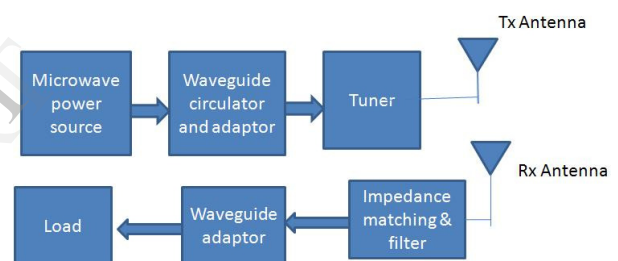 Tx Antenna
Microwave
power
source
Waveguide
circulator
and adaptor
Tuner
Rx Antenna
Load
Waveguide
adaptor
Impedance
matching &
filter